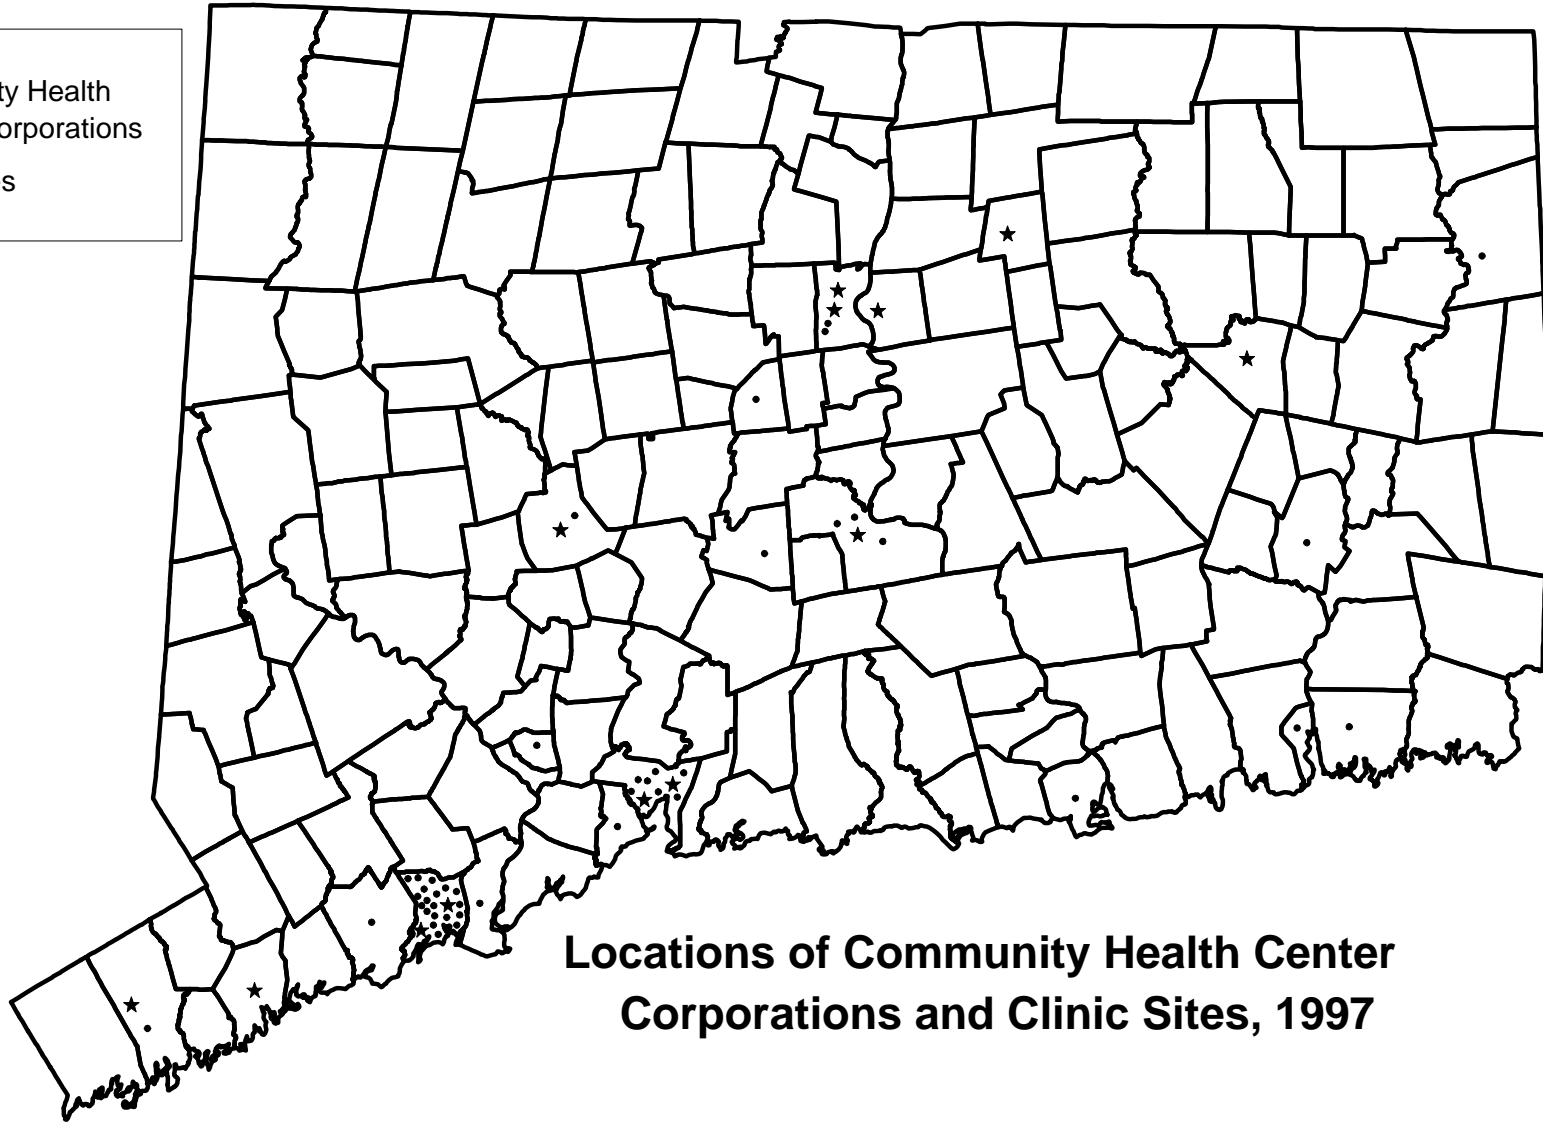 ty Health
orporations
s
Locations of Community Health Center
Corporations and Clinic Sites, 1997